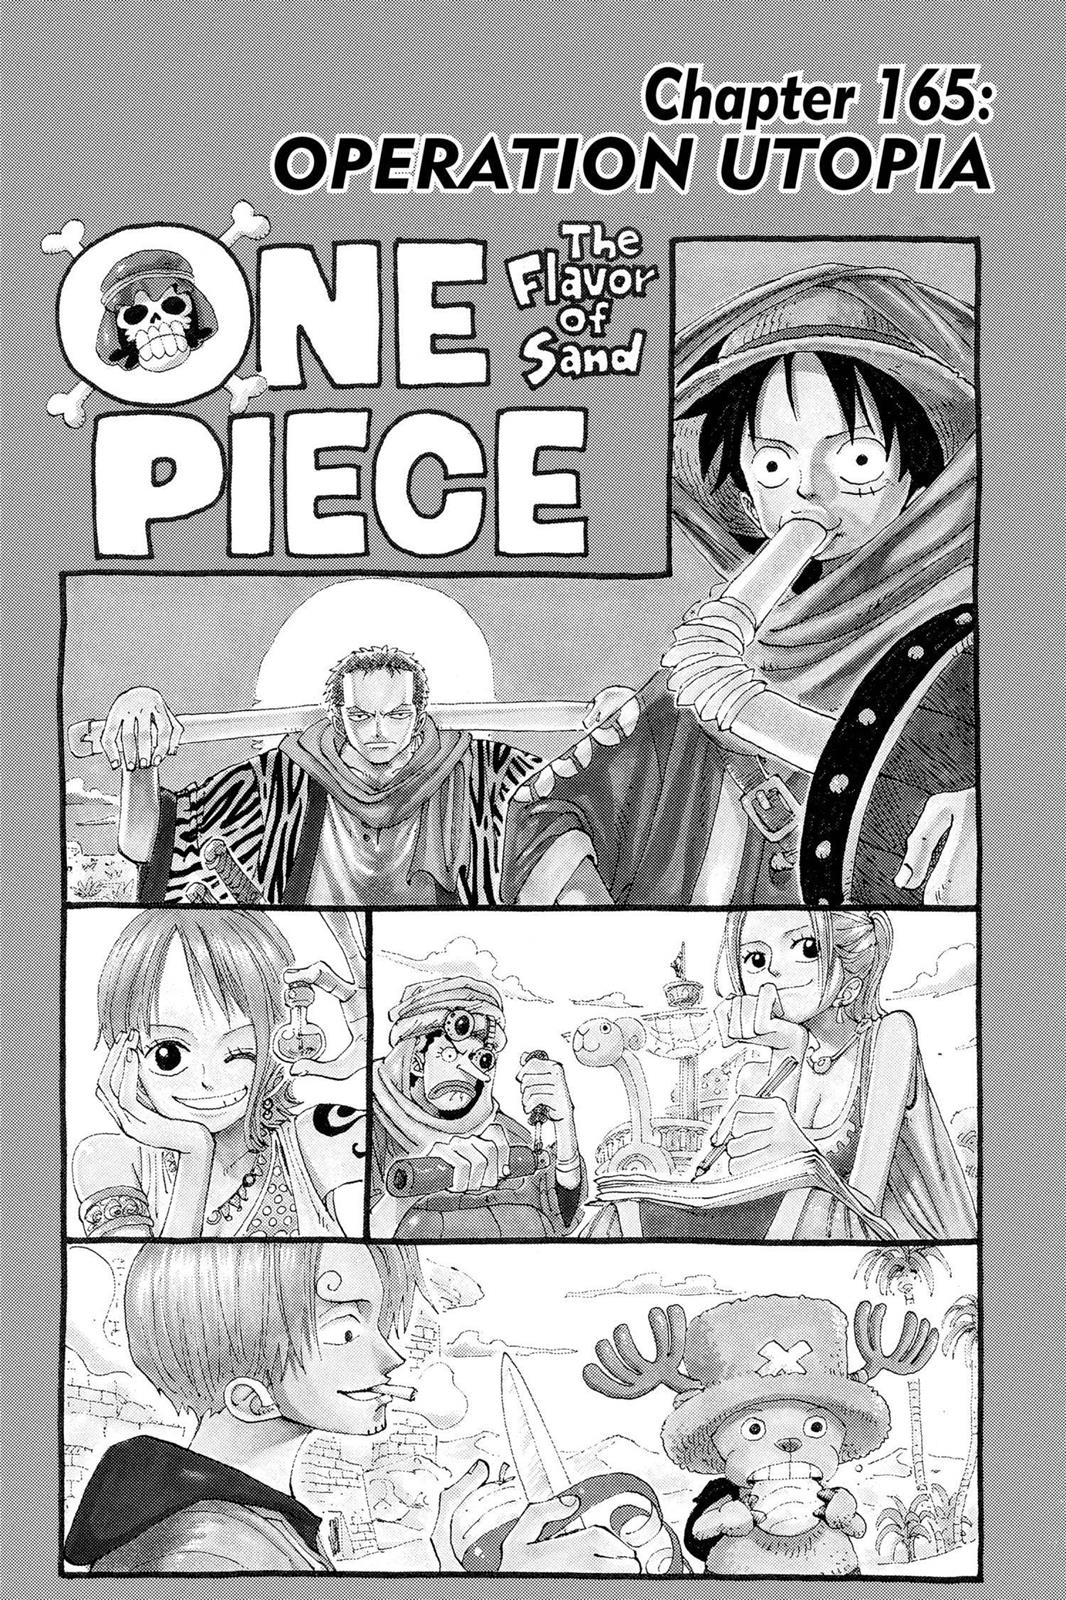 Chapter 165:
OPERATION UTOPIA
ONE
PIECE
The
Flavor
of
Sand